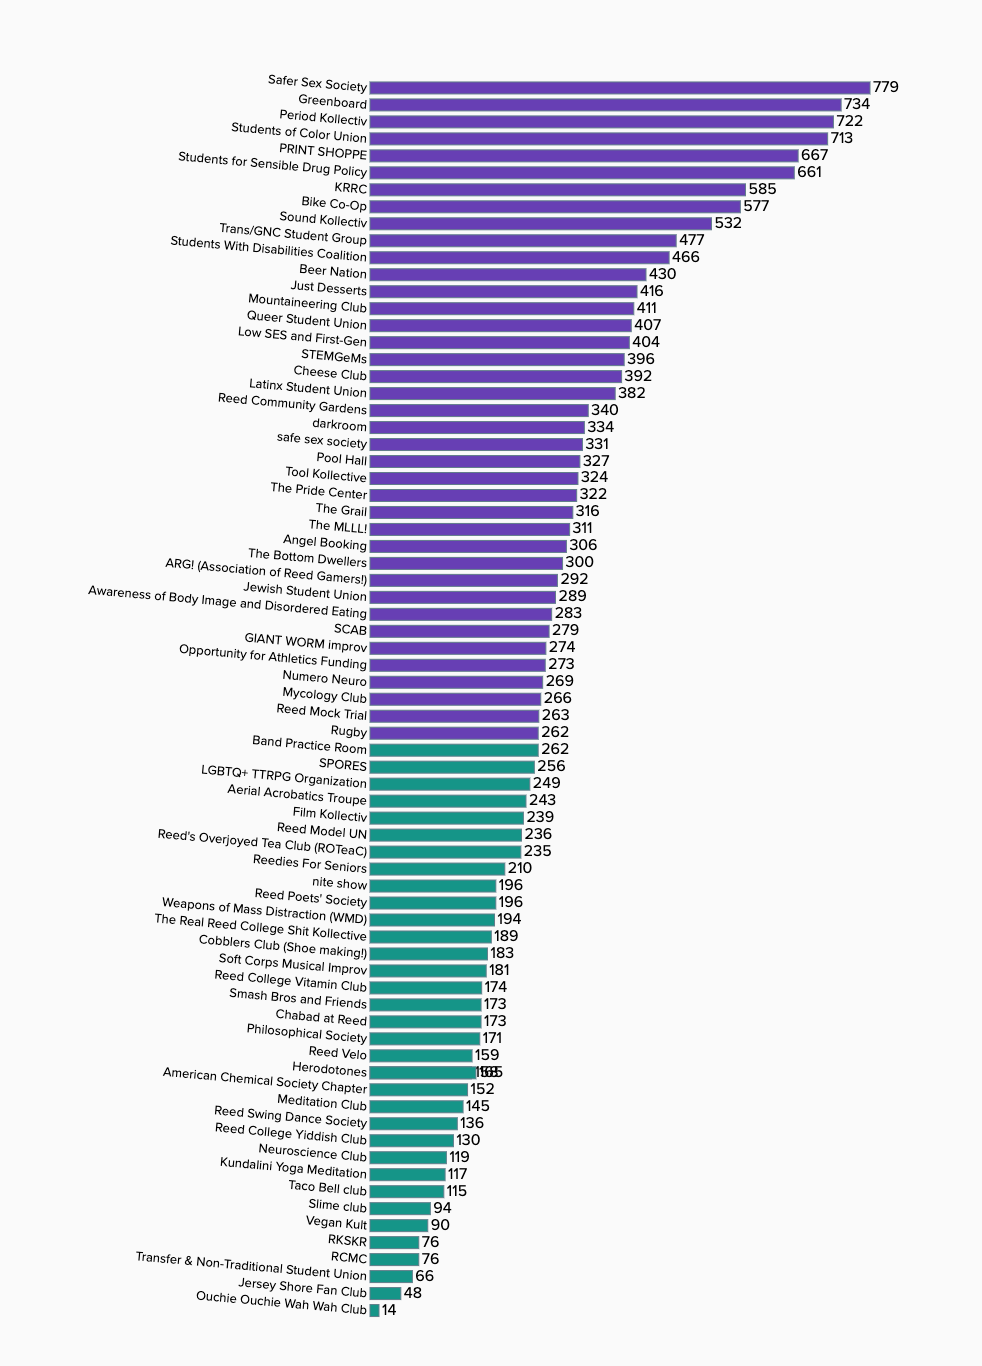 Safer Sex Society 779
Greenboard 734
Period Kollectiv 722
Students of Color Union 713
PRINT SHOPPE 667
Students for Sensible Drug Policy 661
KRRC 585
Bike Co-Op 577
Sound Kollectiv 532
Trans/GNC Student Group 477
Students With Disabilities Coalition 466
Beer Nation 430
Just Desserts 416
Mountaineering Club 411
Queer Student Union 407
Low SES and First-Gen 404
STEMGeMs 396
Cheese Club 392
Latinx Student Union 382
Reed Community Gardens 340
darkroom 334
safe sex society 331
Pool Hall 327
Tool Kollective 324
The Pride Center 322
The Grail 316
The MLLL! 311
Angel Booking 306
The Bottom Dwellers 300
ARG! (Association of Reed Gamers!) 292
Jewish Student Union 289
Awareness of Body Image and Disordered Eating 283
SCAB 279
GIANT WORM improv 274
Opportunity for Athletics Funding 273
Numero Neuro 269
Mycology Club 266
Reed Mock Trial 263
Rugby 262
Band Practice Room 262
SPORES 256
LGBTQ+ TTRPG Organization 249
Aerial Acrobatics Troupe 243
Film Kollectiv 239
Reed Model UN 236
Reed's Overjoyed Tea Club (ROTeaC) 235
Reedies For Seniors 210
nite show 196
Reed Poets' Society 196
Weapons of Mass Distraction (WMD) 194
The Real Reed College Shit Kollective 189
Cobblers Club (Shoe making!) 183
Soft Corps Musical Improv 181
Reed College Vitamin Club 174
Smash Bros and Friends 173
Chabad at Reed 173
Philosophical Society 171
Reed Velo 159
Herodotones
American Chemical Society Chapter 152
Meditation Club 145
Reed Swing Dance Society 136
Reed College Yiddish Club 130
Neuroscience Club 119
Kundalini Yoga Meditation 117
Taco Bell club 115
Slime club 94
Vegan Kult 90
RKSKR 76
RCMC 76
Transfer & Non-Traditional Student Union 66
Jersey Shore Fan Club 48
Ouchie Ouchie Wah Wah Club 14